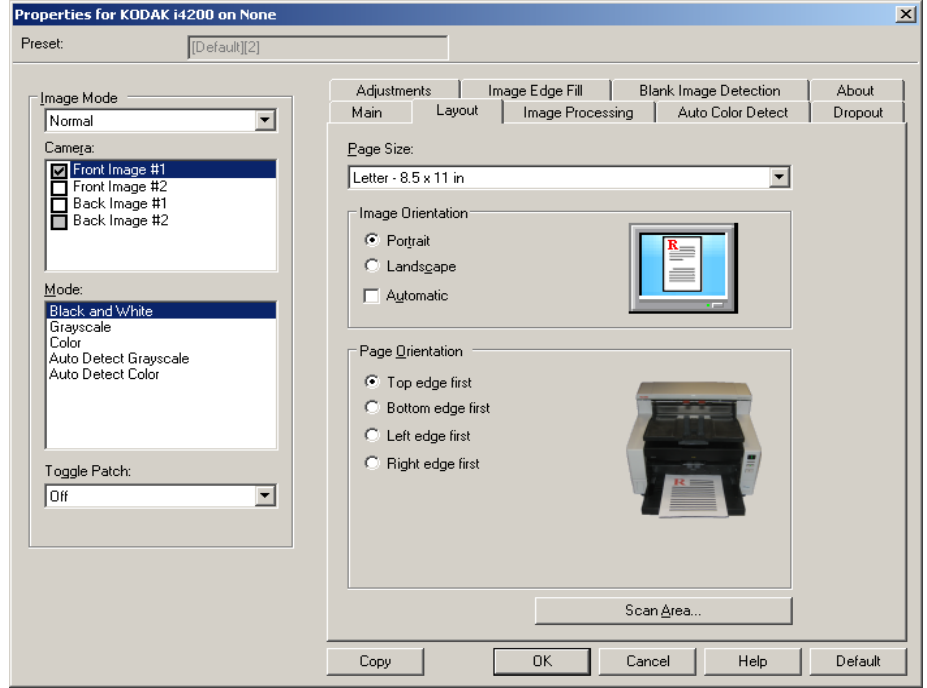 Properties for KODAK i4200 on None
Preset:
[Default][2]
Image Mode
Normal
Camera:
Front Image #1
Front Image #2
Back Image #1
Back Image #2
Mode:
Black and White
Grayscale
Color
Auto Detect Grayscale
Auto Detect Color
Toggle Patch:
Off
Adjustments
Image Edge Fill
Blank Image Detection
About
Main
Layout
Image Processing
Auto Color Detect
Dropout
Page Size:
Letter - 8.5 x 11 in
Image Orientation
Portrait
Landscape
Automatic
R
Page Orientation
Top edge first
Bottom edge first
Left edge first
Right edge first
R
Scan Area...
Copy
OK
Cancel
Help
Default